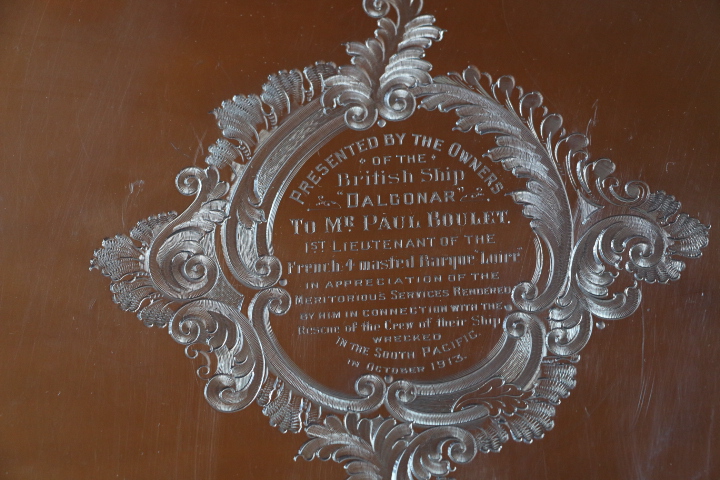 PRESENTED BY THE OWNERS
OF THE
British Ship
"DALGONAR"
TO MR. PAUL BOULET.
1ST LIEUTENANT OF THE
French 4 masted Barque "Loire"
IN APPRECIATION OF THE
MERITORIOUS SERVICES RENDERED
BY HIM IN CONNECTION WITH THE
Rescue of the Crew of their Ship
WRECKED
IN THE SOUTH PACIFIC
IN OCTOBER 1913.